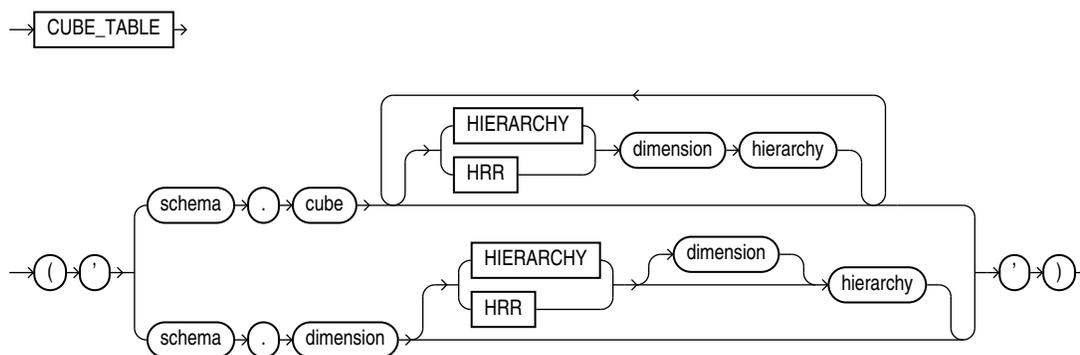 CUBE_TABLE
HIERARCHY
dimension hierarchy
HRR
schema . cube
HIERARCHY dimension
( ' ' )
hierarchy
HRR
schema . dimension